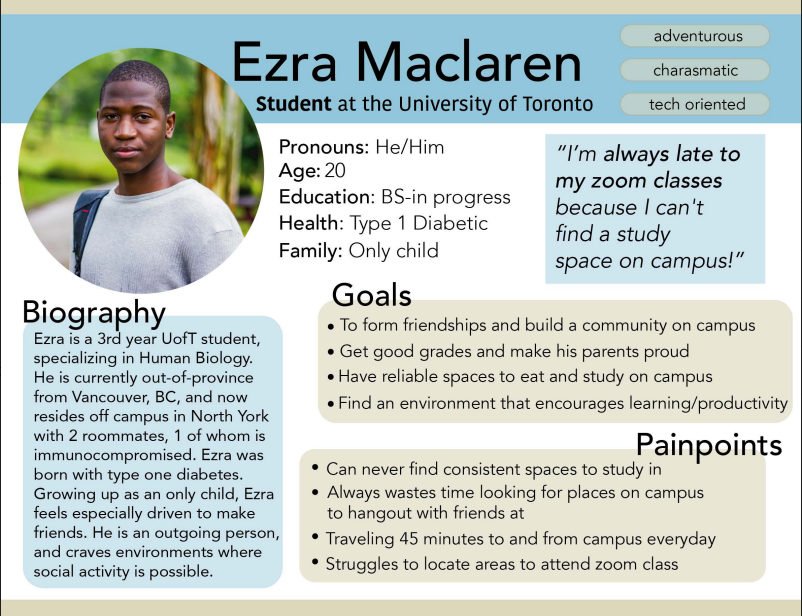 Ezra Maclaren
Student at the University of Toronto
adventurous
charasmatic
tech oriented
Pronouns: He/Him
Age: 20
Education: BS-in progress
Health: Type 1 Diabetic
Family: Only child
“I’m always late to
my zoom classes
because I can't
find a study
space on campus!”
Biography
Ezra is a 3rd year UofT student,
specializing in Human Biology.
He is currently out-of-province
from Vancouver, BC, and now
resides off campus in North York
with 2 roommates, 1 of whom is
immunocompromised. Ezra was
born with type one diabetes.
Growing up as an only child, Ezra
feels especially driven to make
friends. He is an outgoing person,
and craves environments where
social activity is possible.
Goals
• To form friendships and build a community on campus
• Get good grades and make his parents proud
• Have reliable spaces to eat and study on campus
• Find an environment that encourages learning/productivity
Painpoints
• Can never find consistent spaces to study in
• Always wastes time looking for places on campus
to hangout with friends at
• Traveling 45 minutes to and from campus everyday
• Struggles to locate areas to attend zoom class